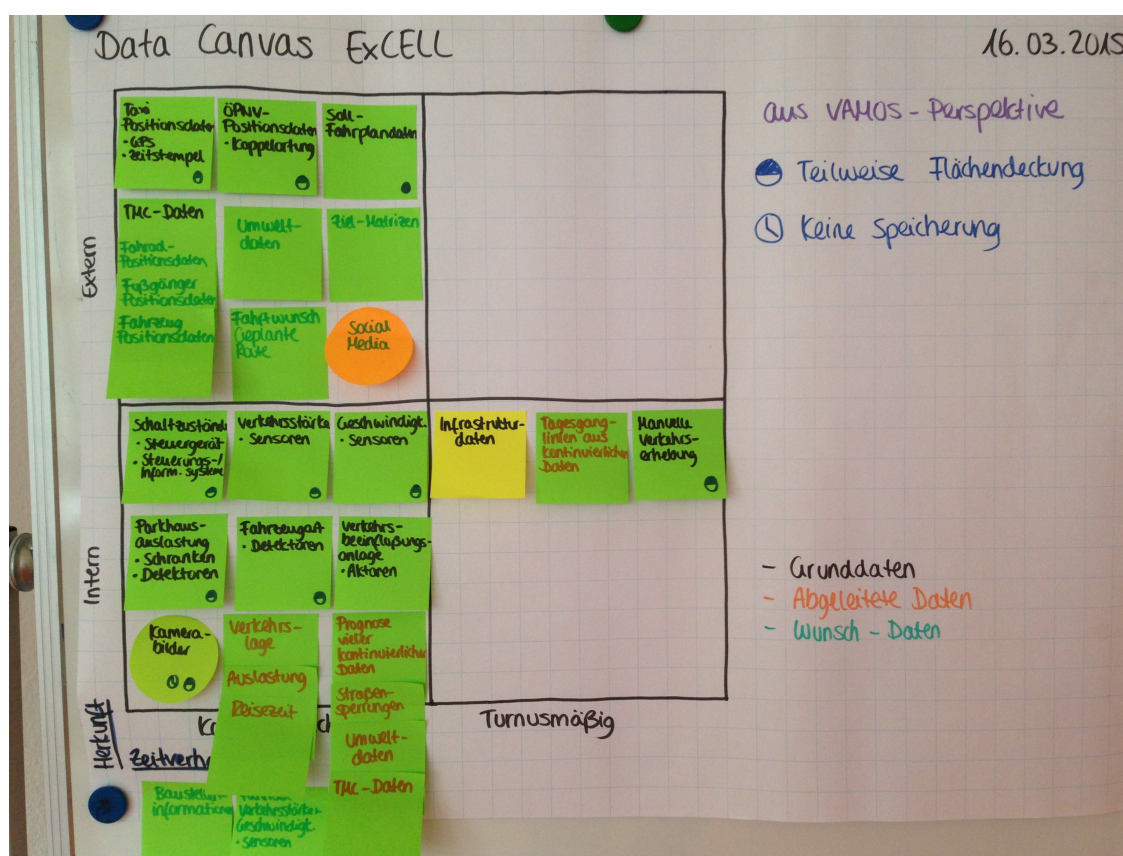 Data Canvas ExCELL
16.03.2015
aus VAMOS-Perspektive
Teilweise Flächendeckung
Keine Speicherung
Extern
Taxi
Positionsdaten
• GPS
• Zeitstempel
ÖPNV-
Positionsdaten
• Koppelortung
Soll-
Fahrplandaten
TMC-Daten
Fahrrad-
Positionsdaten
Fußgänger
Positionsdaten
Fahrzeug
Positionsdaten
Umwelt-
daten
Ziel-Matrizen
Fahrtwunsch
Geplante
Route
Social
Media
Intern
Schaltzustände
• Steuergerät
• Steuerungs-/
Inform. systeme
Verkehrsstärke
• Sensoren
Geschwindigk.
• Sensoren
Infrastruktur-
daten
Tagesgang-
linien aus
kontinuierlichen
Daten
Manuelle
Verkehrs-
erhebung
Parkhaus-
auslastung
• Schranken
• Detektoren
Fahrzeugart
• Detektoren
Verkehrs-
beeinflußungs-
anlage
• Aktoren
Kamera-
bilder
Verkehrs-
lage
Auslastung
Reisezeit
Prognose
vieler
kontinuierlicher
Daten
Straßen-
sperrungen
Umwelt-
daten
TMC-Daten
- Grunddaten
- Abgeleitete Daten
- Wunsch-Daten
Turnusmäßig
Herkunft
Zeitverh
Baustellen
informationen
Verkehrsstärke
Geschwindigk.
• Sensoren